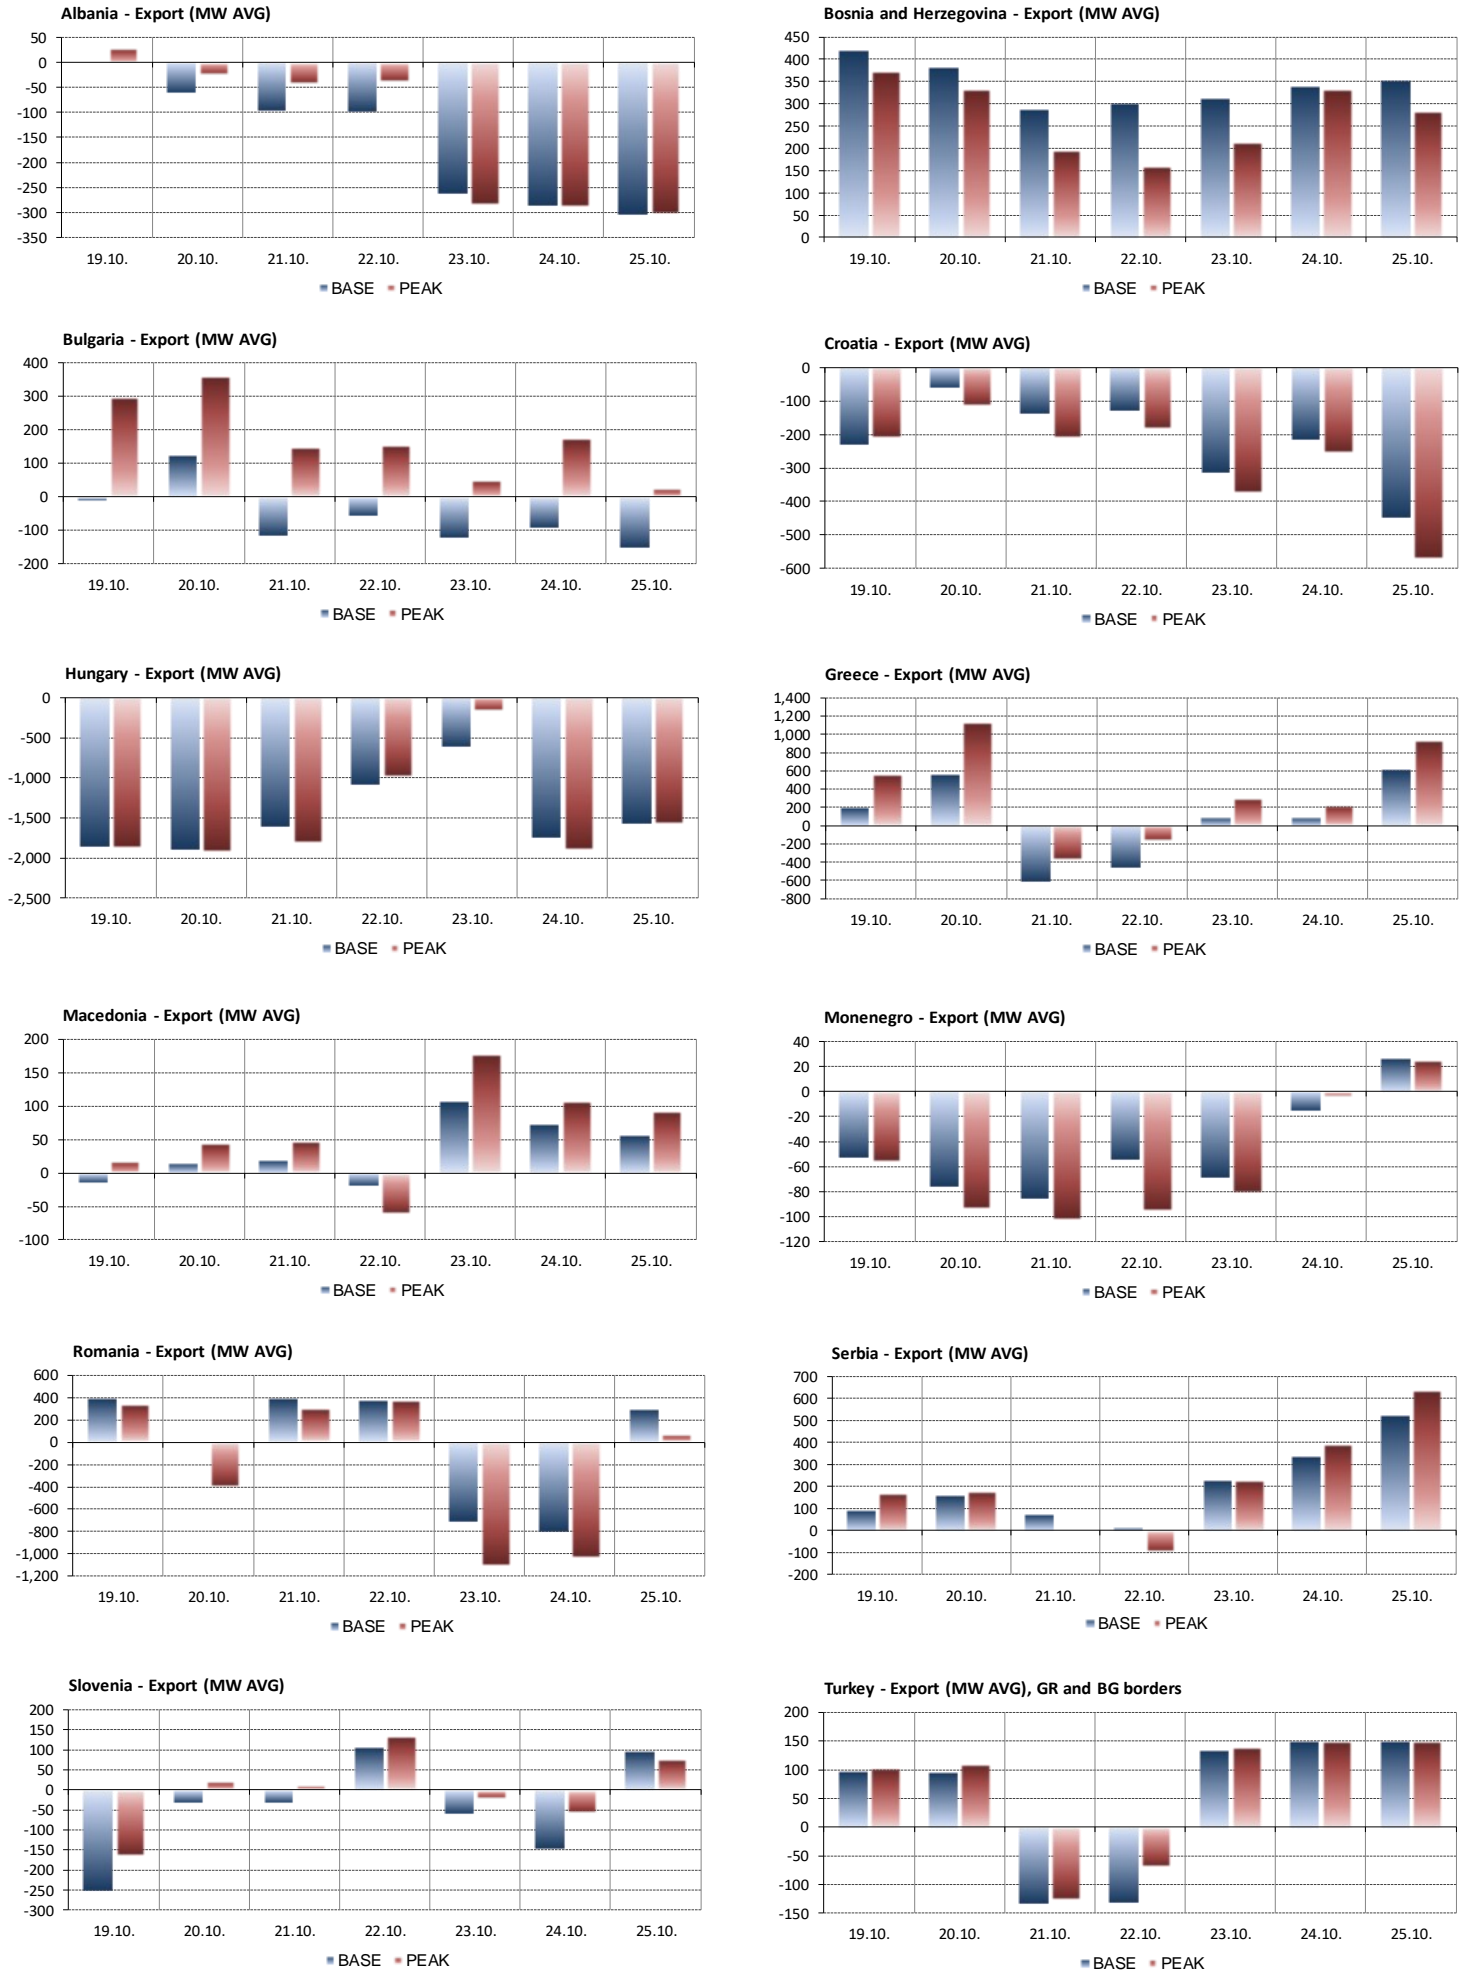 Albania - Export (MW AVG)
50
0
-50
-100
-150
-200
-250
-300
-350
19.10. 20.10. 21.10. 22.10. 23.10. 24.10. 25.10.
BASE PEAK
Bosnia and Herzegovina - Export (MW AVG)
450
400
350
300
250
200
150
100
50
0
19.10. 20.10. 21.10. 22.10. 23.10. 24.10. 25.10.
BASE PEAK
Bulgaria - Export (MW AVG)
400
300
200
100
0
-100
-200
19.10. 20.10. 21.10. 22.10. 23.10. 24.10. 25.10.
BASE PEAK
Croatia - Export (MW AVG)
0
-100
-200
-300
-400
-500
-600
19.10. 20.10. 21.10. 22.10. 23.10. 24.10. 25.10.
BASE PEAK
Hungary - Export (MW AVG)
0
-500
-1,000
-1,500
-2,000
-2,500
19.10. 20.10. 21.10. 22.10. 23.10. 24.10. 25.10.
BASE PEAK
Greece - Export (MW AVG)
1,400
1,200
1,000
800
600
400
200
0
-200
-400
-600
-800
19.10. 20.10. 21.10. 22.10. 23.10. 24.10. 25.10.
BASE PEAK
Macedonia - Export (MW AVG)
200
150
100
50
0
-50
-100
19.10. 20.10. 21.10. 22.10. 23.10. 24.10. 25.10.
BASE PEAK
Monenegro - Export (MW AVG)
40
20
0
-20
-40
-60
-80
-100
-120
19.10. 20.10. 21.10. 22.10. 23.10. 24.10. 25.10.
BASE PEAK
Romania - Export (MW AVG)
600
400
200
0
-200
-400
-600
-800
-1,000
-1,200
19.10. 20.10. 21.10. 22.10. 23.10. 24.10. 25.10.
BASE PEAK
Serbia - Export (MW AVG)
700
600
500
400
300
200
100
0
-100
-200
19.10. 20.10. 21.10. 22.10. 23.10. 24.10. 25.10.
BASE PEAK
Slovenia - Export (MW AVG)
200
150
100
50
0
-50
-100
-150
-200
-250
-300
19.10. 20.10. 21.10. 22.10. 23.10. 24.10. 25.10.
BASE PEAK
Turkey - Export (MW AVG), GR and BG borders
200
150
100
50
0
-50
-100
-150
19.10. 20.10. 21.10. 22.10. 23.10. 24.10. 25.10.
BASE PEAK